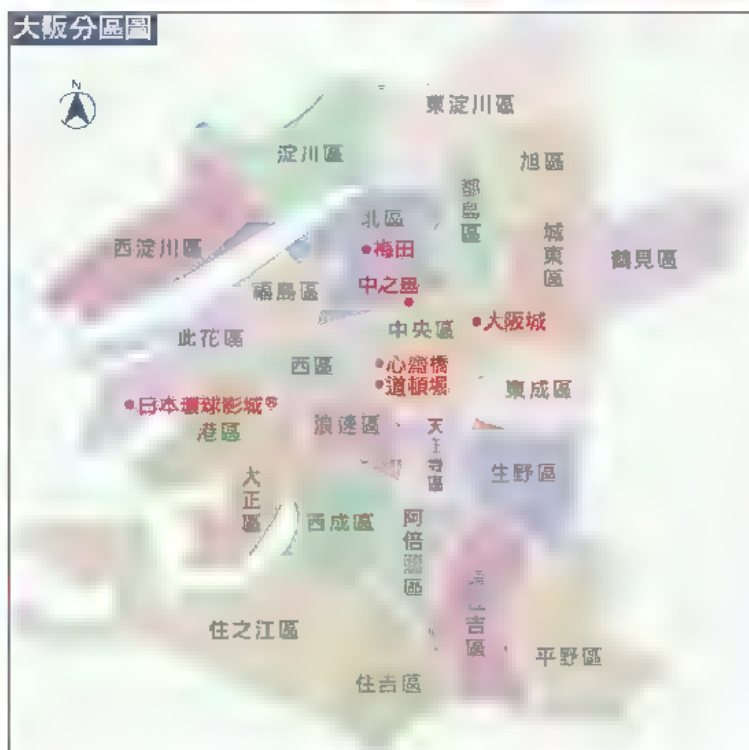 大阪分區圖
N
東淀川區
淀川區
旭區
都島區
北區
城東區
西淀川區
梅田
鶴見區
福島區
中之島
大阪城
此花區
中央區
西區
心齋橋
道頓堀
東成區
日本環球影城®
港區
浪速區
天王寺區
生野區
大正區
西成區
阿倍野區
住之江區
平野區
住吉區